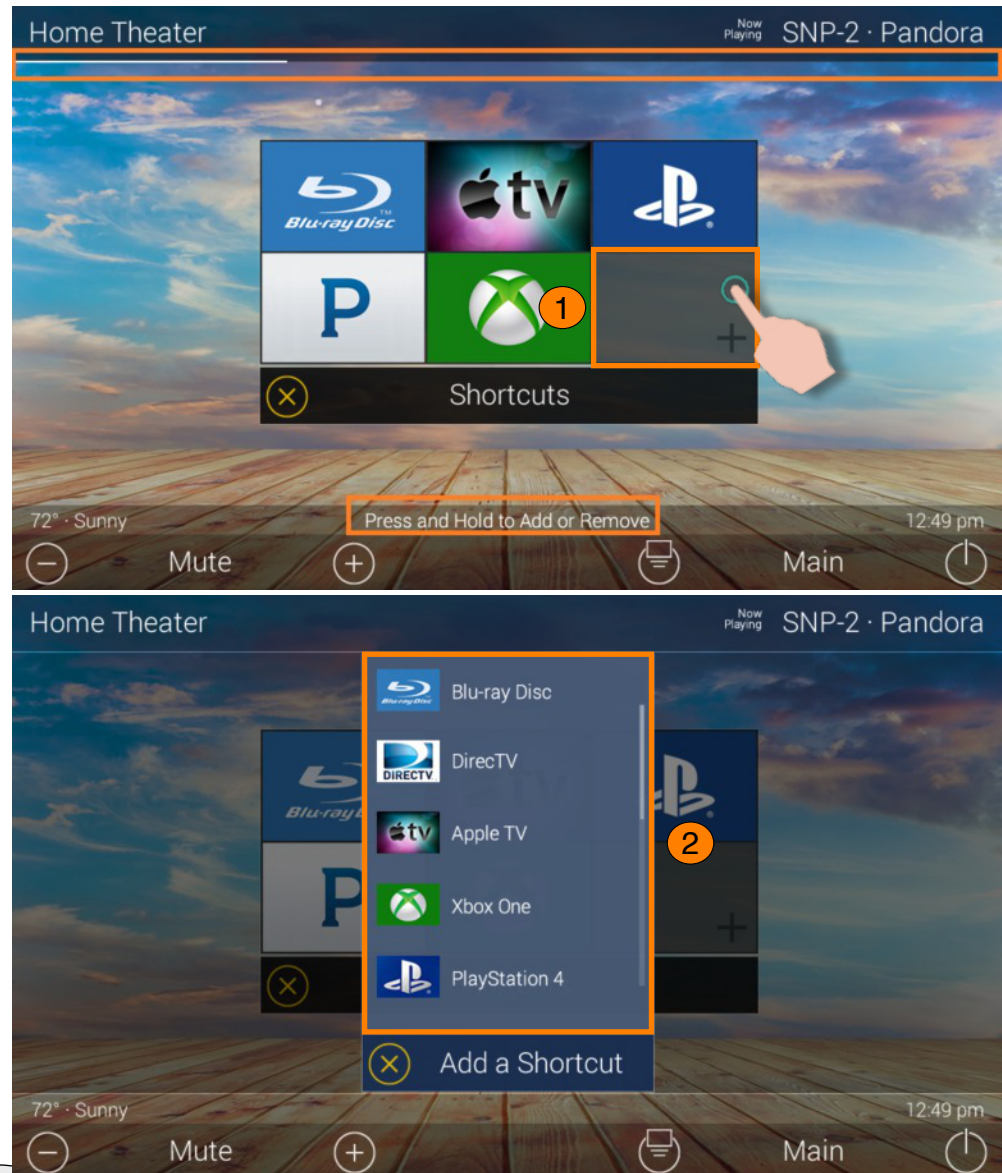 Home Theater
Now Playing SNP-2 · Pandora
Blu-ray Disc™
tv
P
1
+
Shortcuts
Press and Hold to Add or Remove
72° · Sunny
12:49 pm
Mute
Main
Home Theater
Now Playing SNP-2 · Pandora
Blu-ray Disc
Blu-ray Disc
DIRECTV
DirecTV
tv
Apple TV
Xbox One
PlayStation 4
Blu-ray
P
2
+
Add a Shortcut
72° · Sunny
12:49 pm
Mute
Main